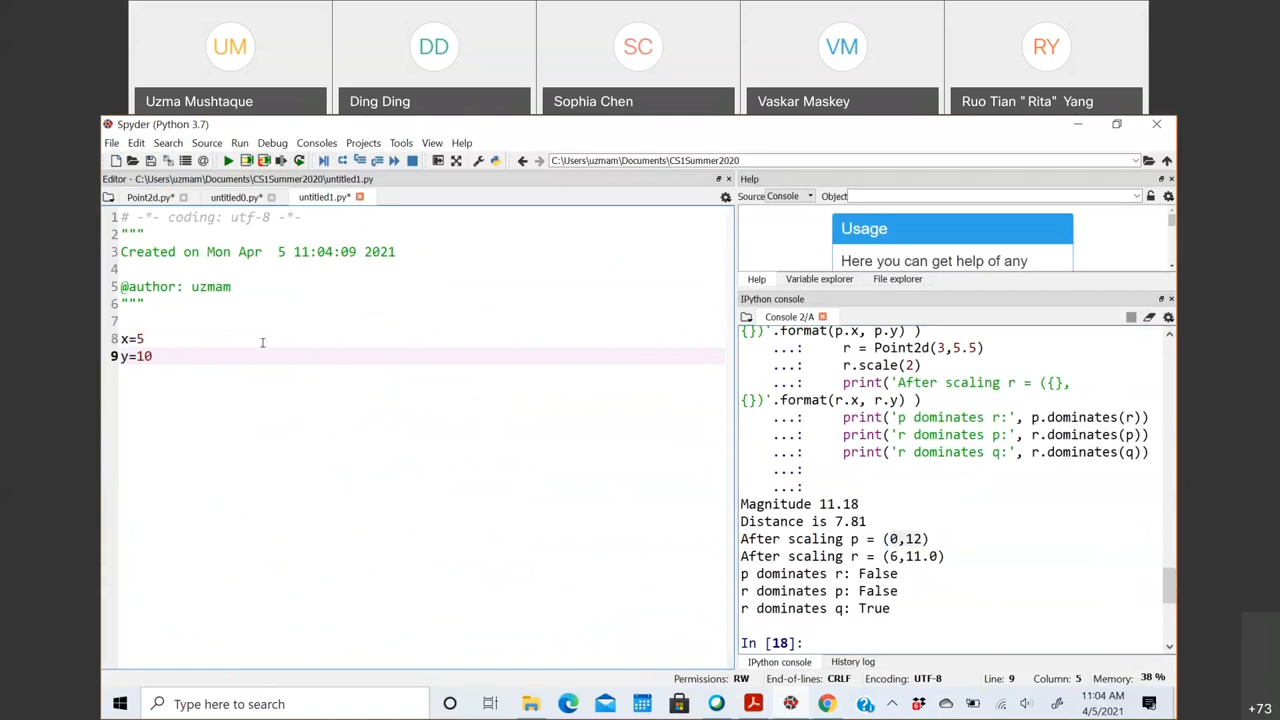 UM
DD
SC
VM
RY
Uzma Mushtaque
Ding Ding
Sophia Chen
Vaskar Maskey
Ruo Tian " Rita" Yang
Spyder (Python 3.7)
File Edit Search Source Run Debug Consoles Projects Tools View Help
C:\Users\uzmam\Documents\CS1Summer2020
Editor - C:\Users\uzmam\Documents\CS1Summer2020\untitled1.py
Point2d.py* untitled0.py* untitled1.py*
1 # -*- coding: utf-8 -*-
2 """
3 Created on Mon Apr  5 11:04:09 2021
4
5 @author: uzmam
6 """
7
8 x=5
9 y=10
Help
Source Console Object
Usage
Here you can get help of any
Help Variable explorer File explorer
IPython console
Console 2/A
{})'.format(p.x, p.y) )
...: r = Point2d(3,5.5)
...: r.scale(2)
...: print('After scaling r = ({},
{})'.format(r.x, r.y) )
...: print('p dominates r:', p.dominates(r))
...: print('r dominates p:', r.dominates(p))
...: print('r dominates q:', r.dominates(q))
...:
...:
Magnitude 11.18
Distance is 7.81
After scaling p = (0,12)
After scaling r = (6,11.0)
p dominates r: False
r dominates p: False
r dominates q: True
In [18]:
IPython console History log
Permissions: RW End-of-lines: CRLF Encoding: UTF-8 Line: 9 Column: 5 Memory: 38 %
Type here to search
11:04 AM
4/5/2021
+73